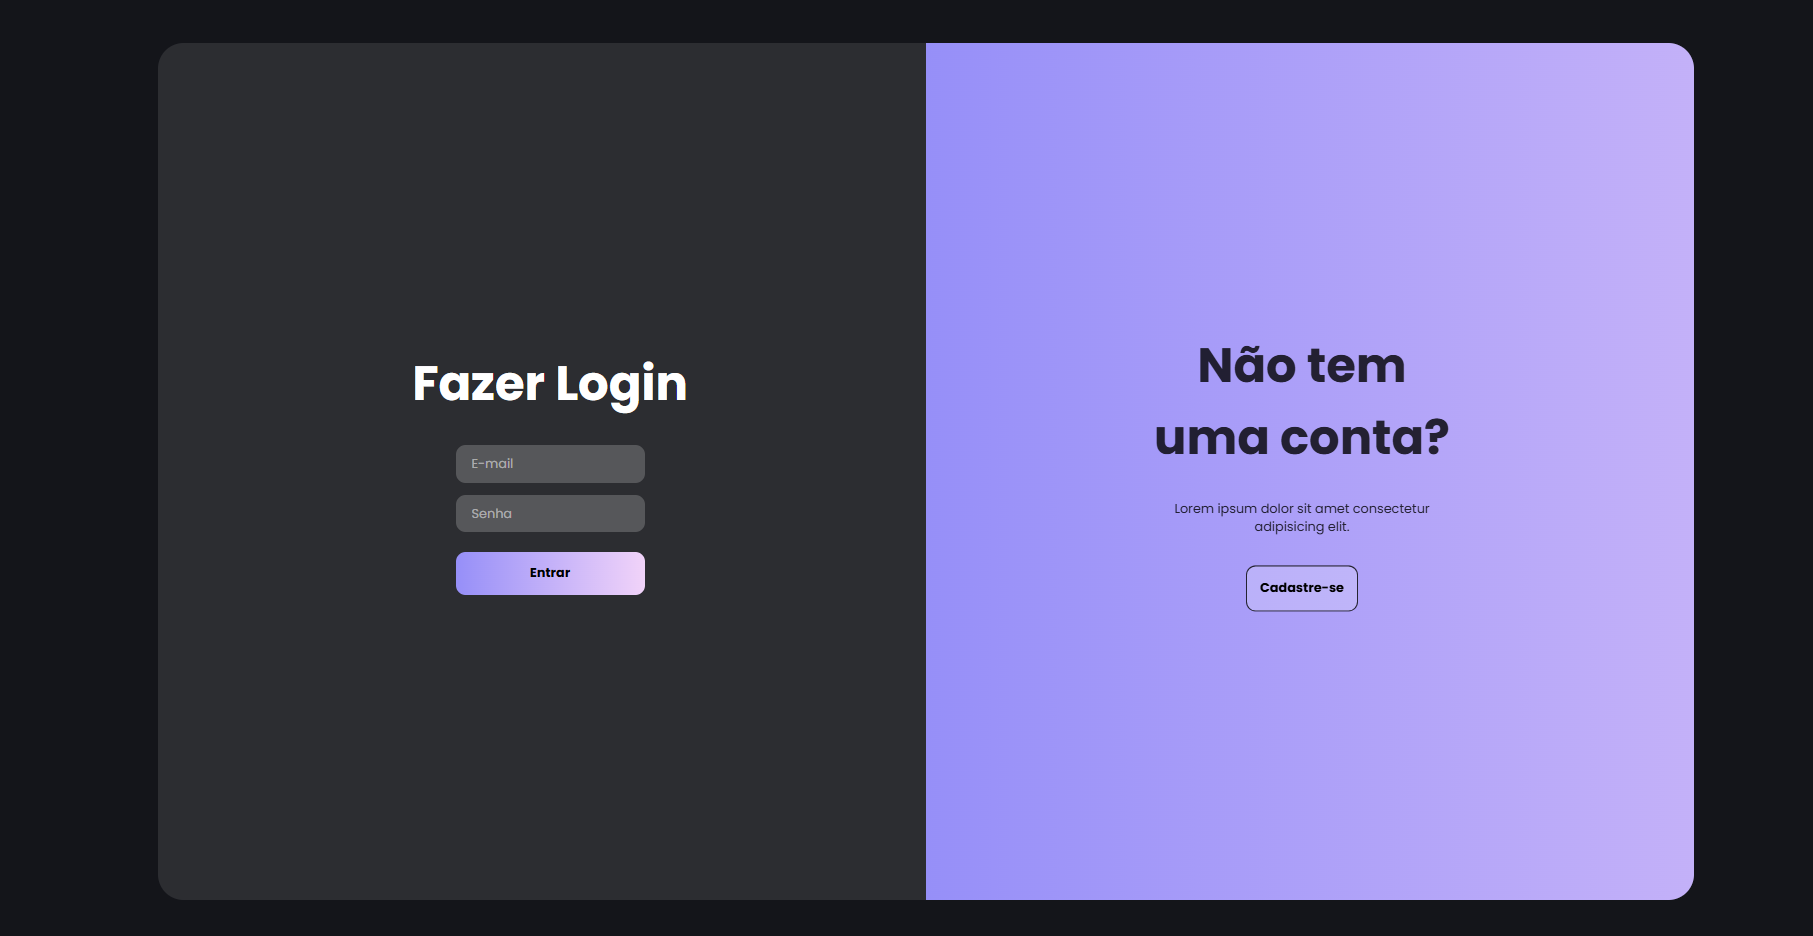 Fazer Login
E-mail
Senha
Entrar
Não tem
uma conta?
Lorem ipsum dolor sit amet consectetur
adipisicing elit.
Cadastre-se